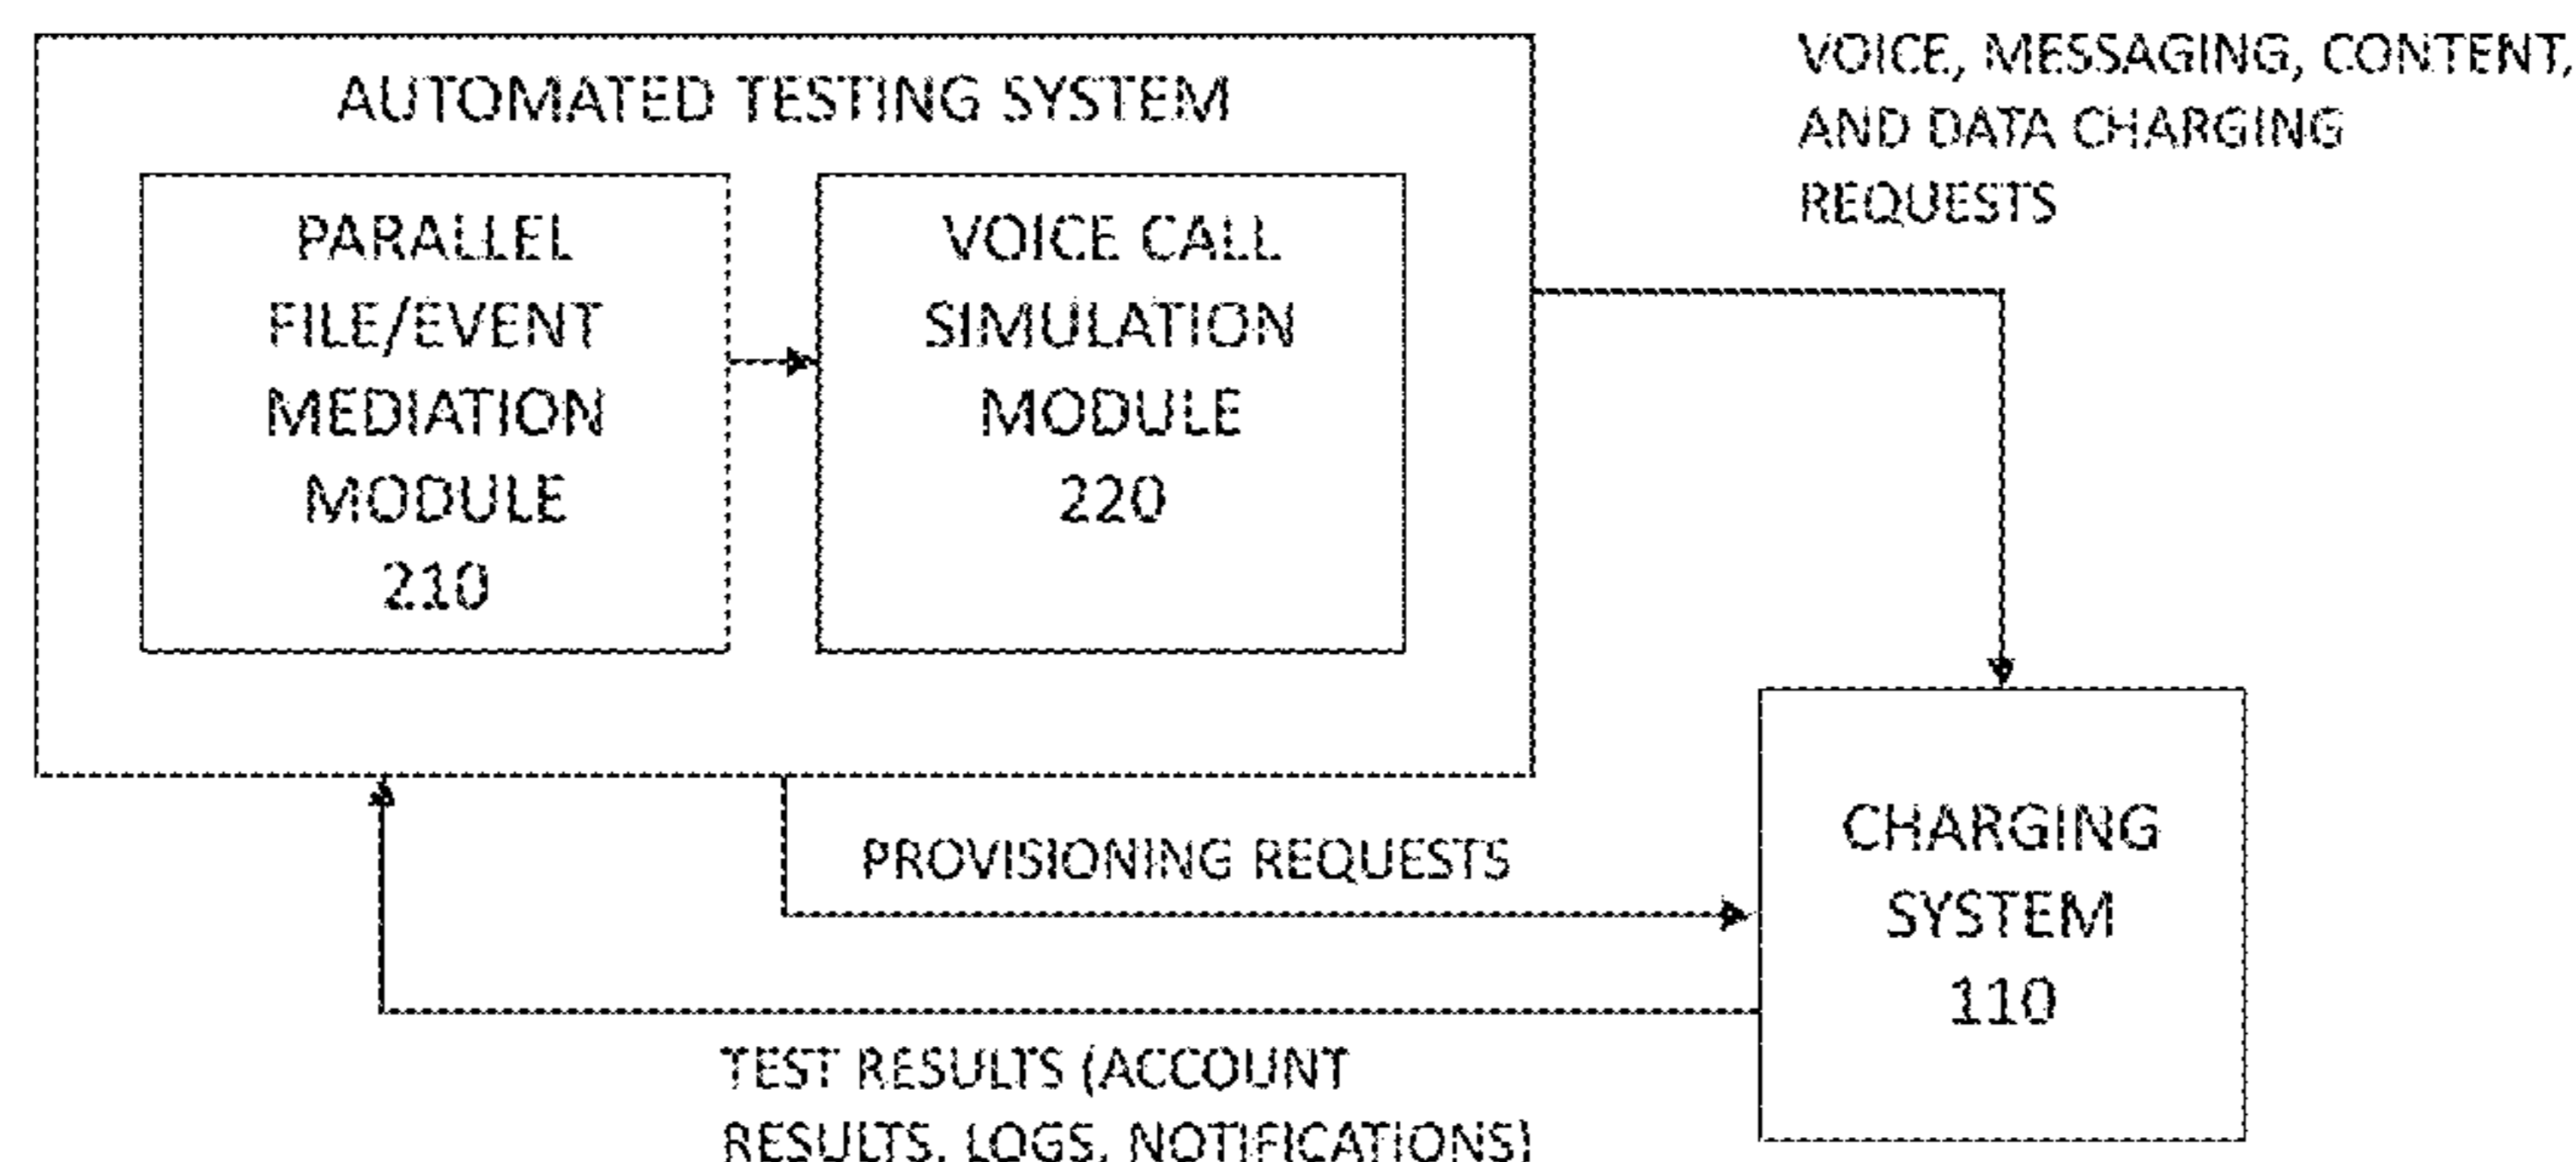 AUTOMATED TESTING SYSTEM
PARALLEL
FILE/EVENT
MEDIATION
MODULE
210
VOICE CALL
SIMULATION
MODULE
220
VOICE, MESSAGING, CONTENT,
AND DATA CHARGING
REQUESTS
PROVISIONING REQUESTS
CHARGING
SYSTEM
110
TEST RESULTS (ACCOUNT
RESULTS, LOGS, NOTIFICATIONS)